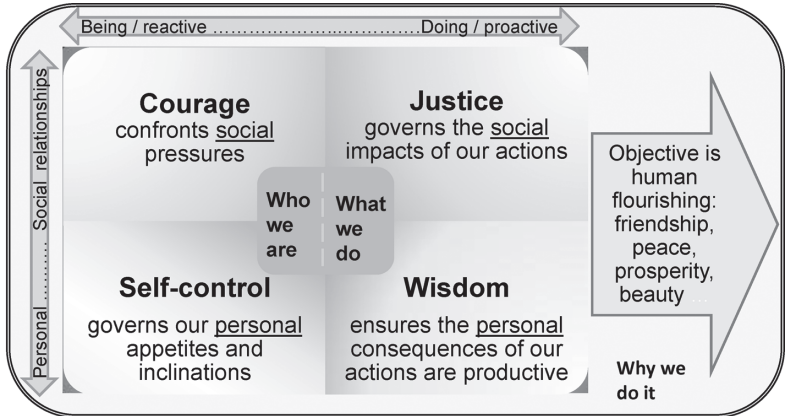 Being / reactive ………….…….…...………….Doing / proactive
Personal ………. Social relationships
Courage
confronts social
pressures
Justice
governs the social
impacts of our actions
Who
we
are
What
we
do
Self-control
governs our personal
appetites and
inclinations
Wisdom
ensures the personal
consequences of our
actions are productive
Objective is
human
flourishing:
friendship,
peace,
prosperity,
beauty …
Why we
do it